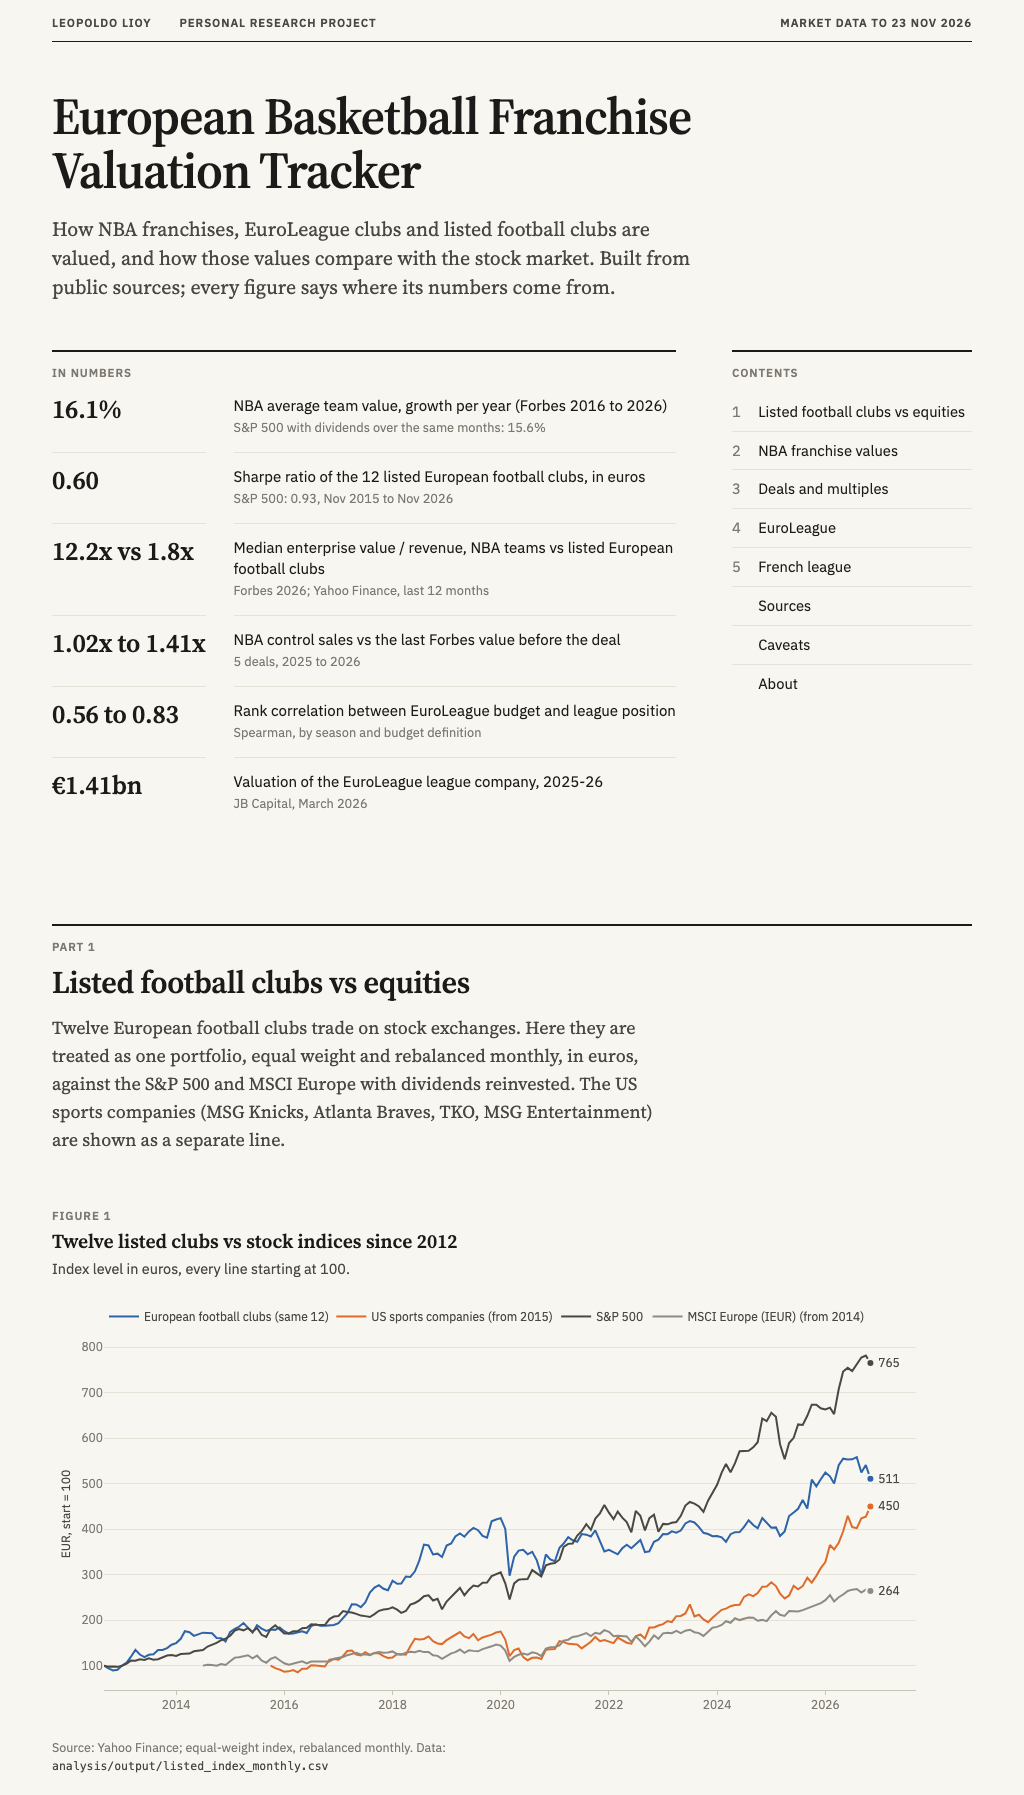 LEOPOLDO LIOY PERSONAL RESEARCH PROJECT MARKET DATA TO 23 NOV 2026
European Basketball Franchise
Valuation Tracker
How NBA franchises, EuroLeague clubs and listed football clubs are
valued, and how those values compare with the stock market. Built from
public sources; every figure says where its numbers come from.
IN NUMBERS
16.1%
NBA average team value, growth per year (Forbes 2016 to 2026)
S&P 500 with dividends over the same months: 15.6%
0.60
Sharpe ratio of the 12 listed European football clubs, in euros
S&P 500: 0.93, Nov 2015 to Nov 2026
12.2x vs 1.8x
Median enterprise value / revenue, NBA teams vs listed European
football clubs
Forbes 2026; Yahoo Finance, last 12 months
1.02x to 1.41x
NBA control sales vs the last Forbes value before the deal
5 deals, 2025 to 2026
0.56 to 0.83
Rank correlation between EuroLeague budget and league position
Spearman, by season and budget definition
€1.41bn
Valuation of the EuroLeague league company, 2025-26
JB Capital, March 2026
CONTENTS
1 Listed football clubs vs equities
2 NBA franchise values
3 Deals and multiples
4 EuroLeague
5 French league
Sources
Caveats
About
PART 1
Listed football clubs vs equities
Twelve European football clubs trade on stock exchanges. Here they are
treated as one portfolio, equal weight and rebalanced monthly, in euros,
against the S&P 500 and MSCI Europe with dividends reinvested. The US
sports companies (MSG Knicks, Atlanta Braves, TKO, MSG Entertainment)
are shown as a separate line.
FIGURE 1
Twelve listed clubs vs stock indices since 2012
Index level in euros, every line starting at 100.
European football clubs (same 12) US sports companies (from 2015) S&P 500 MSCI Europe (IEUR) (from 2014)
EUR, start = 100
800
700
600
500
400
300
200
100
765
511
450
264
2014 2016 2018 2020 2022 2024 2026
Source: Yahoo Finance; equal-weight index, rebalanced monthly. Data:
analysis/output/listed_index_monthly.csv